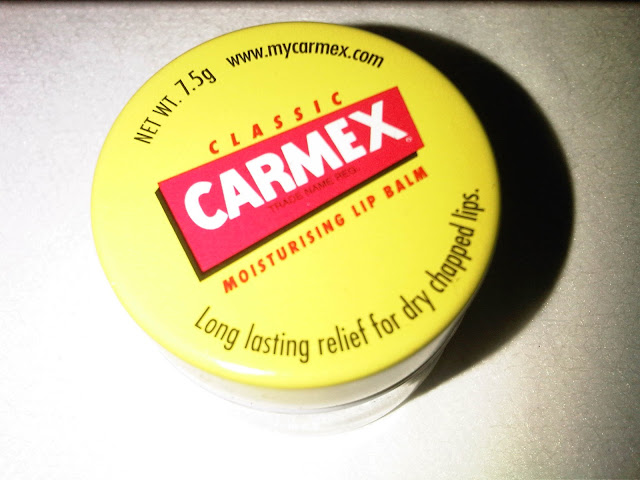 NET WT. 7.5g www.mycarmex.com
CLASSIC
CARMEX
TRADE NAME REG.
MOISTURISING LIP BALM
Long lasting relief for dry chapped lips.